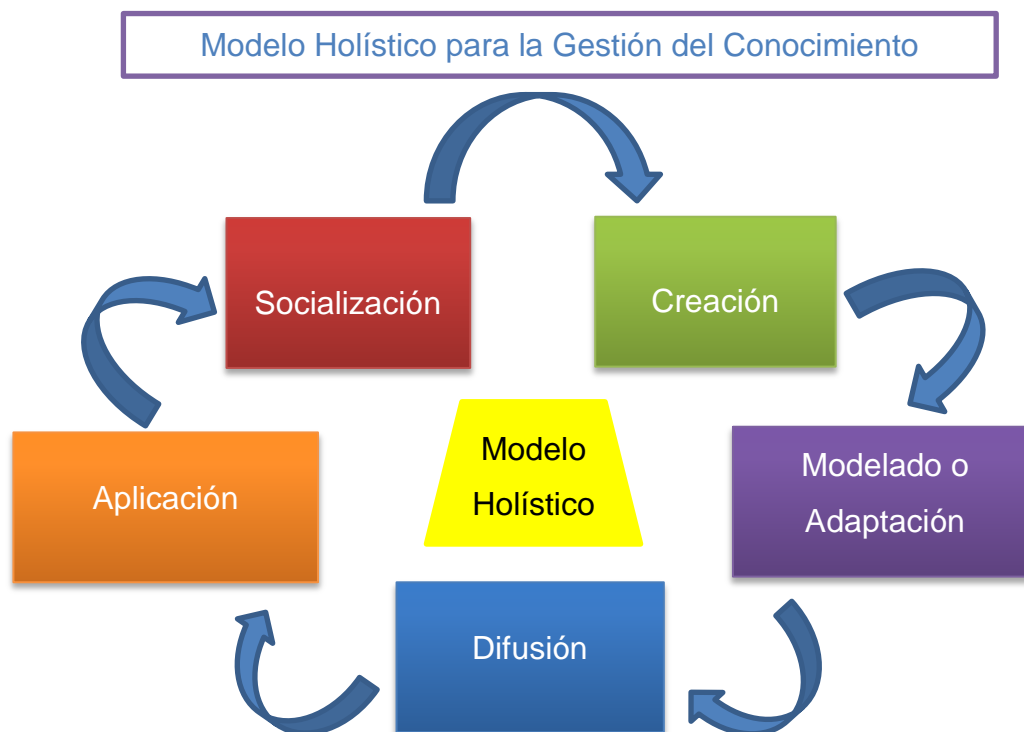 Modelo Holístico para la Gestión del Conocimiento
Socialización
Creación
Modelado o
Adaptación
Difusión
Aplicación
Modelo
Holístico